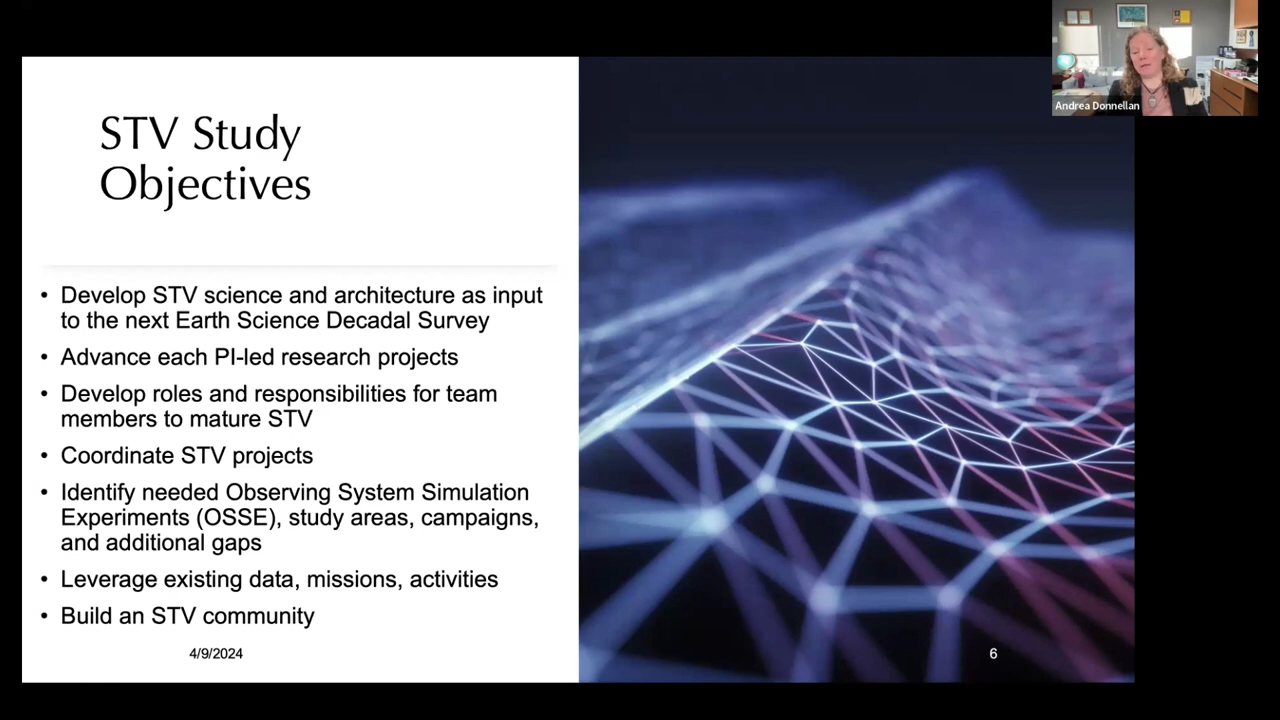 STV Study
Objectives
• Develop STV science and architecture as input
to the next Earth Science Decadal Survey
• Advance each PI-led research projects
• Develop roles and responsibilities for team
members to mature STV
• Coordinate STV projects
• Identify needed Observing System Simulation
Experiments (OSSE), study areas, campaigns,
and additional gaps
• Leverage existing data, missions, activities
• Build an STV community
4/9/2024
6
Andrea Donnellan